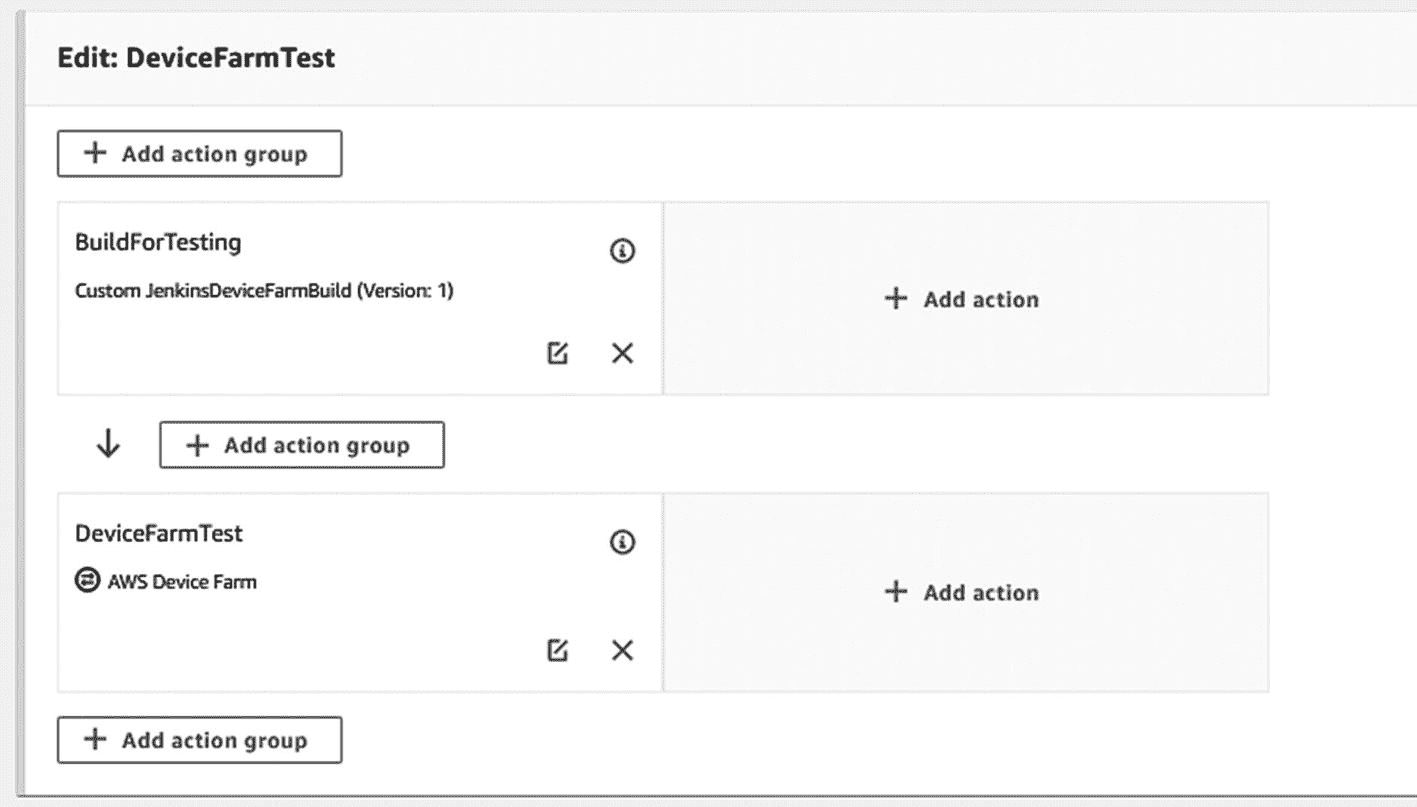 Edit: DeviceFarmTest
+ Add action group
BuildForTesting
Custom JenkinsDeviceFarmBuild (Version: 1)
+ Add action
+ Add action group
DeviceFarmTest
AWS Device Farm
+ Add action
+ Add action group